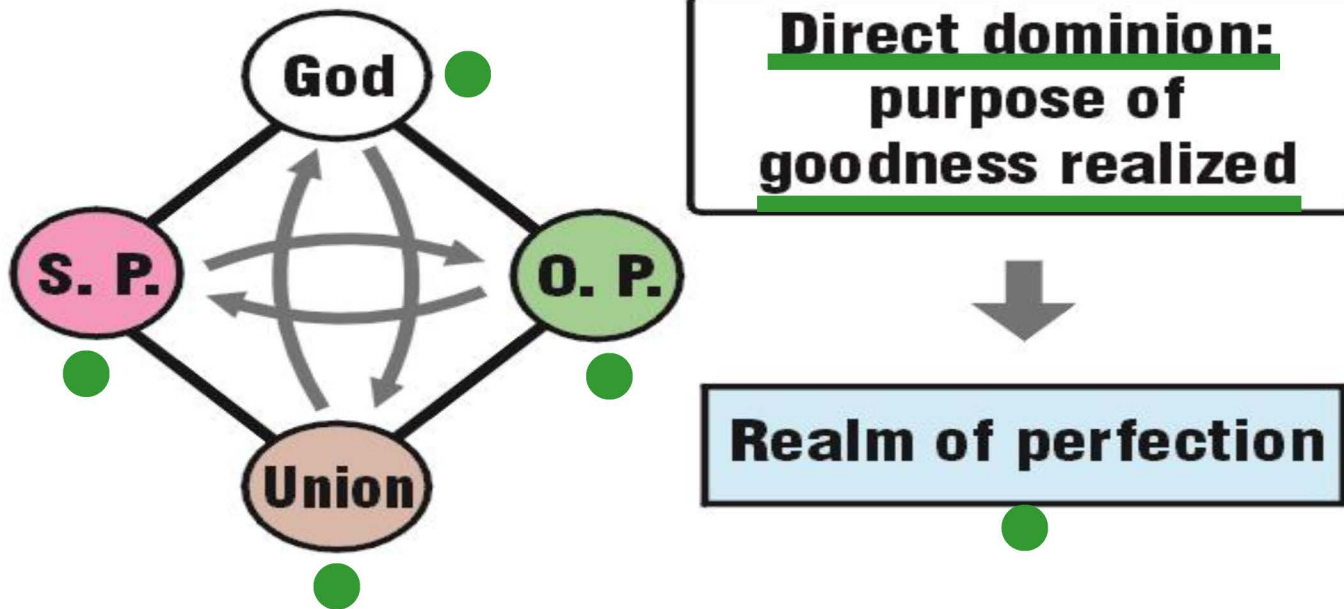 God
S. P.
O. P.
Union
Direct dominion:
purpose of
goodness realized
Realm of perfection